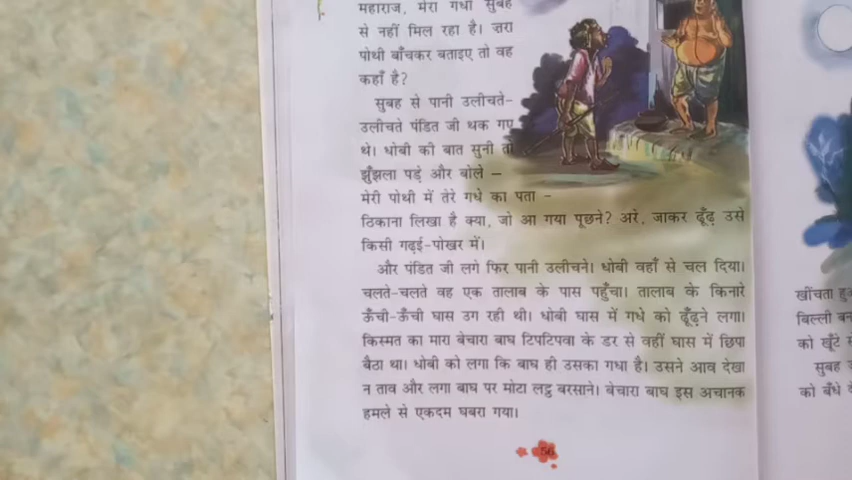 महाराज, मेरा गधा सुबह
से नहीं मिल रहा है। ज़रा
पोथी बाँचकर बताइए तो वह
कहाँ है?
सुबह से पानी उलीचते-
उलीचते पंडित जी थक गए
थे। धोबी की बात सुनी तो
झुँझला पड़े और बोले –
मेरी पोथी में तेरे गधे का पता -
ठिकाना लिखा है क्या, जो आ गया पूछने? अरे, जाकर ढूँढ़ उसे
किसी गढ़ई-पोखर में।
और पंडित जी लगे फिर पानी उलीचने। धोबी वहाँ से चल दिया।
चलते-चलते वह एक तालाब के पास पहुँचा। तालाब के किनारे
ऊँची-ऊँची घास उग रही थी। धोबी घास में गधे को ढूँढ़ने लगा।
किस्मत का मारा बेचारा बाघ टिपटिपवा के डर से वहीं घास में छिपा
बैठा था। धोबी को लगा कि बाघ ही उसका गधा है। उसने आव देखा
न ताव और लगा बाघ पर मोटा लट्ठ बरसाने। बेचारा बाघ इस अचानक
हमले से एकदम घबरा गया।
56
खींचता
बिल्ली
को खूँटे
सुबह
को बँधे